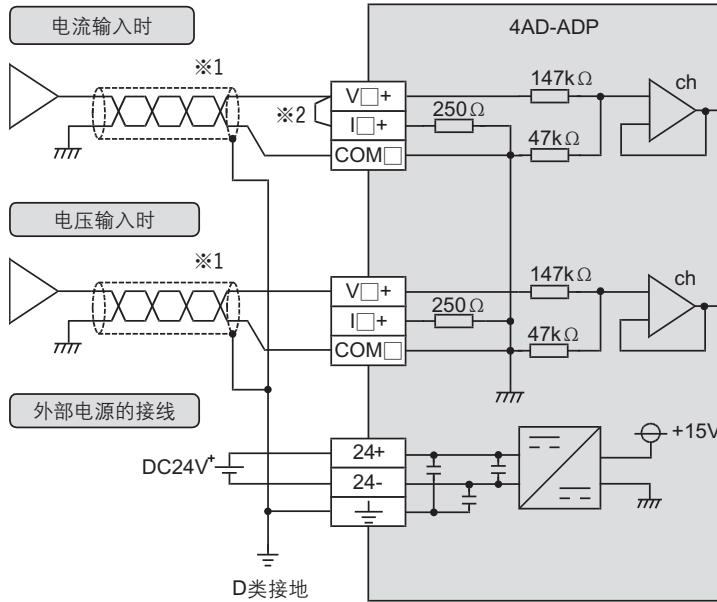 电流输入时
4AD-ADP
※1
147kΩ
ch
V□+
※2
250Ω
I□+
47kΩ
COM□
电压输入时
※1
147kΩ
ch
V□+
250Ω
I□+
47kΩ
COM□
外部电源的接线
+15V
24+
DC24V+
24-
D类接地